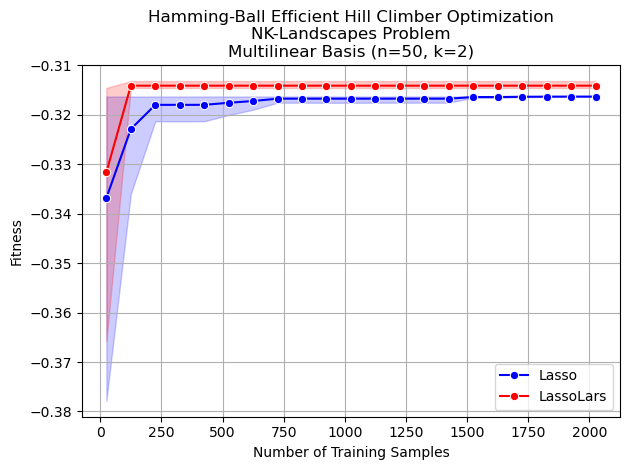 Hamming-Ball Efficient Hill Climber Optimization
NK-Landscapes Problem
Multilinear Basis (n=50, k=2)
−0.31
−0.32
−0.33
−0.34
−0.35
−0.36
−0.37
−0.38
Fitness
0
250
500
750
1000
1250
1500
1750
2000
Number of Training Samples
Lasso
LassoLars